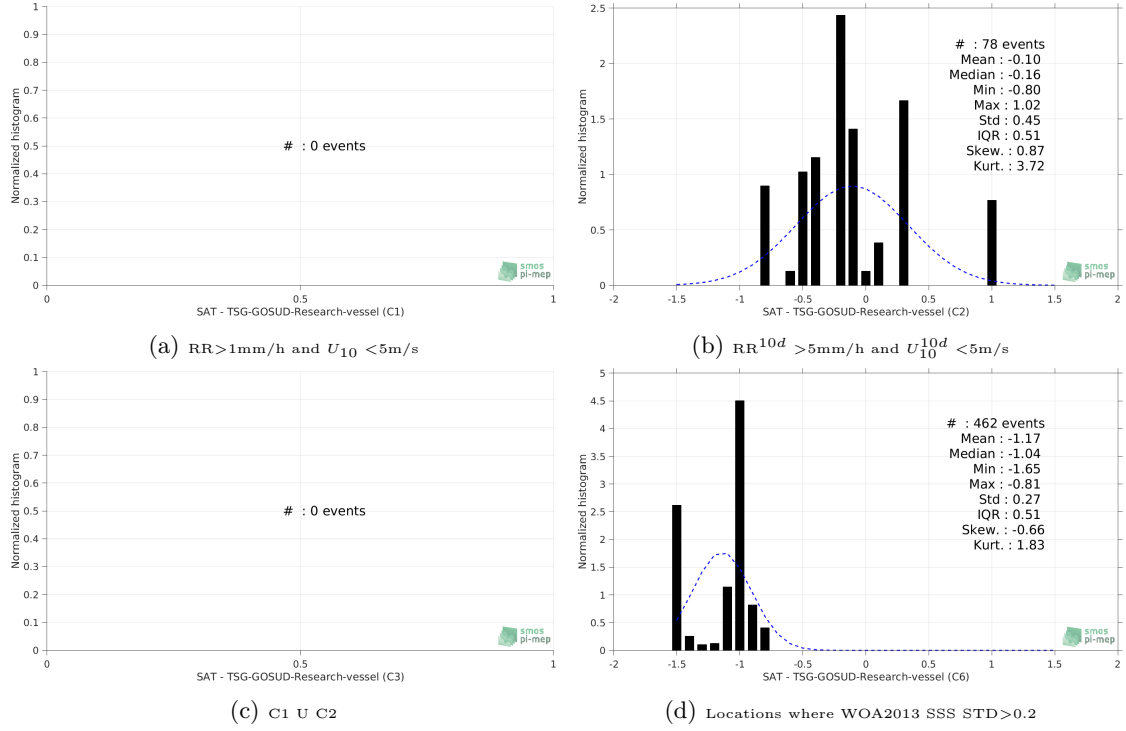 1
0.9
0.8
0.7
0.6
0.5
0.4
0.3
0.2
0.1
0
Normalized histogram
# : 0 events
0 0.5 1
SAT - TSG-GOSUD-Research-vessel (C1)
smos
pi-mep
(a) RR>1mm/h and U10 <5m/s
2.5
2
1.5
1
0.5
0
Normalized histogram
# : 78 events
Mean : -0.10
Median : -0.16
Min : -0.80
Max : 1.02
Std : 0.45
IQR : 0.51
Skew. : 0.87
Kurt. : 3.72
smos
pi-mep
-2 -1.5 -1 -0.5 0 0.5 1 1.5 2
SAT - TSG-GOSUD-Research-vessel (C2)
(b) RR^10d >5mm/h and U10^10d <5m/s
1
0.9
0.8
0.7
0.6
0.5
0.4
0.3
0.2
0.1
0
Normalized histogram
# : 0 events
smos
pi-mep
0 0.5 1
SAT - TSG-GOSUD-Research-vessel (C3)
(c) C1 U C2
5
4.5
4
3.5
3
2.5
2
1.5
1
0.5
0
Normalized histogram
# : 462 events
Mean : -1.17
Median : -1.04
Min : -1.65
Max : -0.81
Std : 0.27
IQR : 0.51
Skew. : -0.66
Kurt. : 1.83
smos
pi-mep
-2 -1.5 -1 -0.5 0 0.5 1 1.5 2
SAT - TSG-GOSUD-Research-vessel (C6)
(d) Locations where WOA2013 SSS STD>0.2